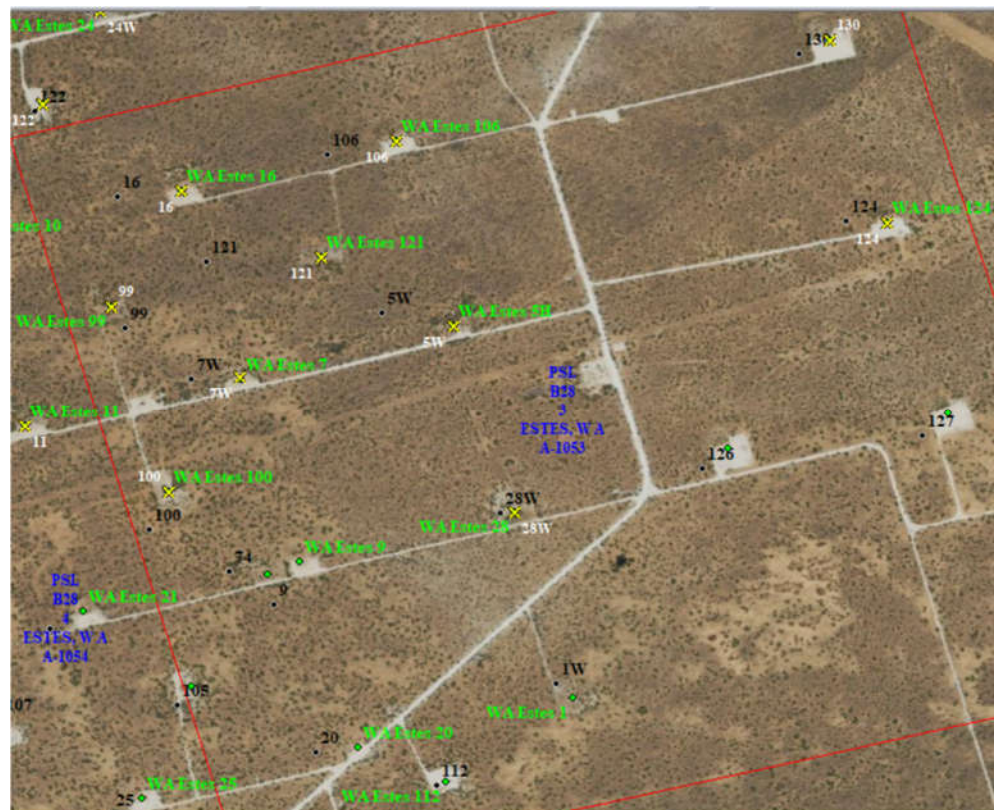 WA Estes 24
24W
130
130
122
122
106
WA Estes 106
106
16
WA Estes 16
16
124
WA Estes 124
124
121
WA Estes 121
121
99
99
WA Estes 99
5W
WA Estes 5H
5W
7W
WA Estes 7
7W
PSL
B28
3
ESTES, WA
A-1053
WA Estes 11
11
127
126
100
WA Estes 100
100
28W
WA Estes 28
28W
74
WA Estes 9
9
PSL
B28
4
ESTES, WA
A-1054
WA Estes 21
105
107
1W
WA Estes 1
20
WA Estes 20
112
WA Estes 112
WA Estes 25
25